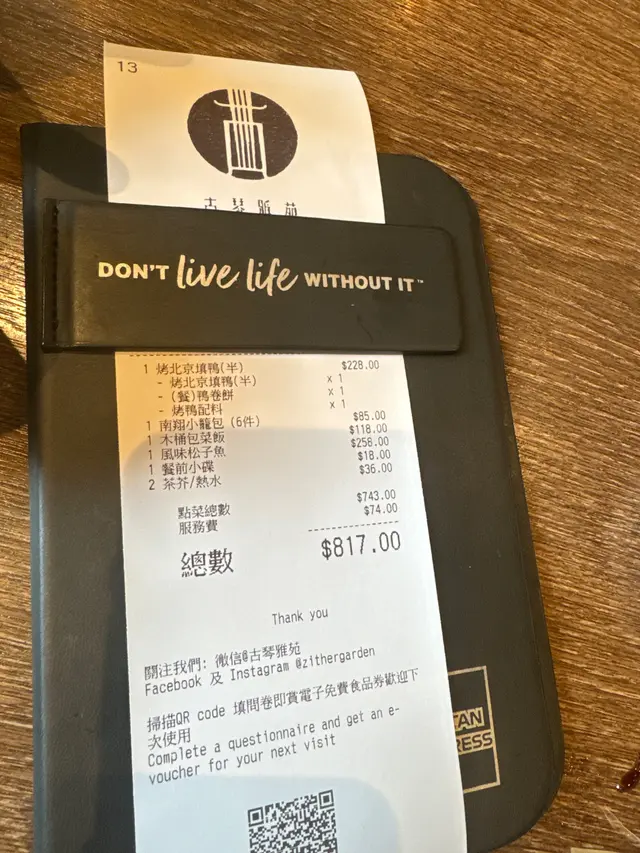 13
古琴雅苑
DON'T live life WITHOUT IT™
1 烤北京填鴨(半) $228.00
- 烤北京填鴨(半) x 1
- (餐)鴨卷餅 x 1
- 烤鴨配料 x 1
1 南翔小籠包 (6件) $85.00
1 木桶包菜飯 $118.00
1 風味松子魚 $258.00
1 餐前小碟 $18.00
2 茶芥/熱水 $36.00
點菜總數 $743.00
服務費 $74.00
總數 $817.00
Thank you
關注我們: 微信@古琴雅苑
Facebook 及 Instagram @zithergarden
掃描QR code 填問卷即賞電子免費食品券歡迎下
次使用
Complete a questionnaire and get an e-
voucher for your next visit
CAN
RESS